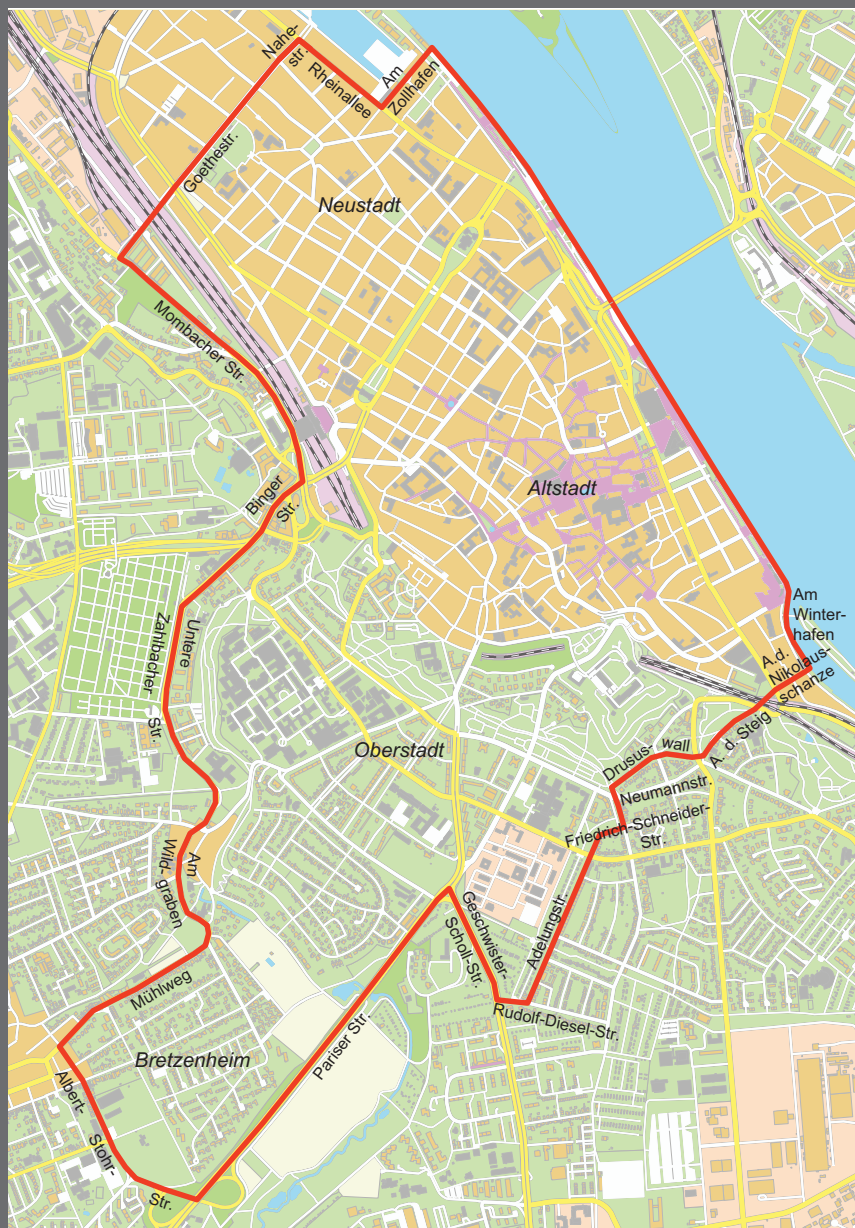 Nahe-
str.
Rheinallee
Am
Zollhafen
Goethestr.
Neustadt
Mombacher Str.
Binger
Str.
Altstadt
Untere
Zahlbacher
Str.
Am
Winter-
hafen
A.d.
Nikolaus-
schanze
A. d. Steig
Drusus-
wall
Oberstadt
Neumannstr.
Friedrich-Schneider-
Str.
Am
Wild-
graben
Geschwister-
Scholl-Str.
Adelungstr.
Mühlweg
Rudolf-Diesel-Str.
Pariser Str.
Bretzenheim
Albert-
Stohr-
Str.